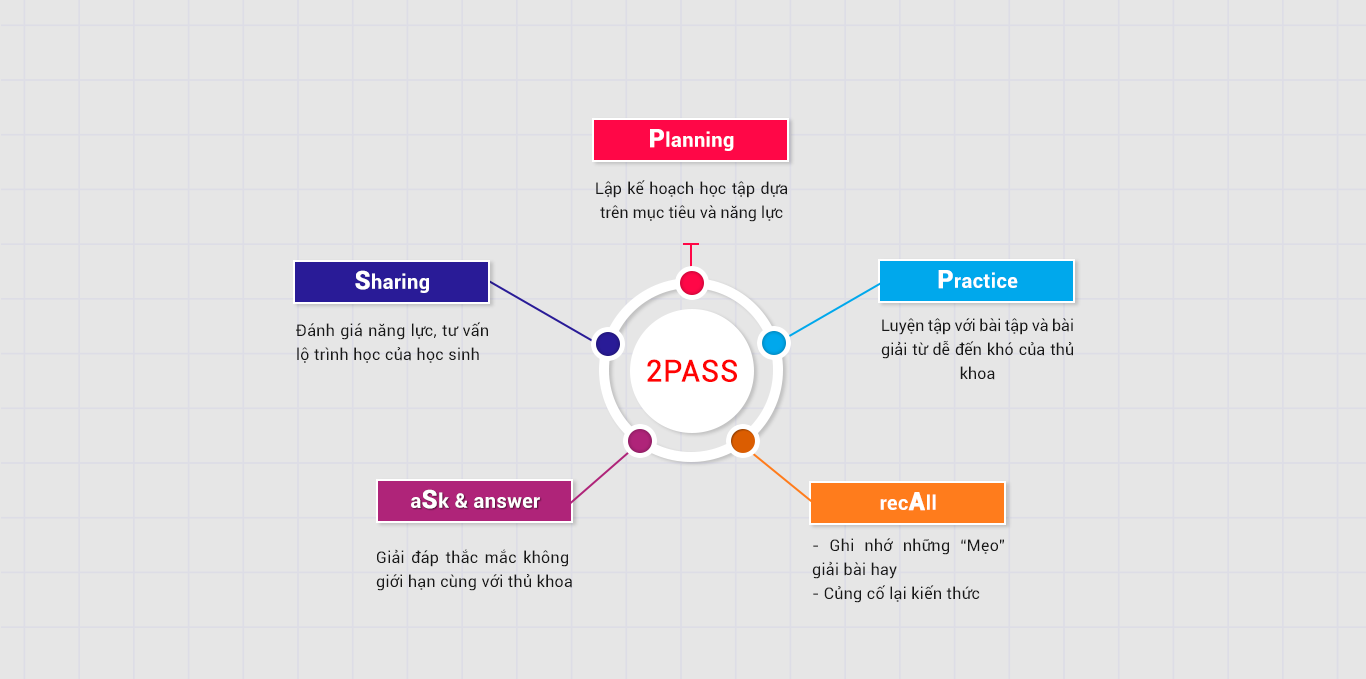 Planning
Lập kế hoạch học tập dựa
trên mục tiêu và năng lực
Sharing
Đánh giá năng lực, tư vấn
lộ trình học của học sinh
Practice
Luyện tập với bài tập và bài
giải từ dễ đến khó của thủ
khoa
2PASS
aSk & answer
Giải đáp thắc mắc không
giới hạn cùng với thủ khoa
recAll
- Ghi nhớ những “Mẹo”
giải bài hay
- Củng cố lại kiến thức